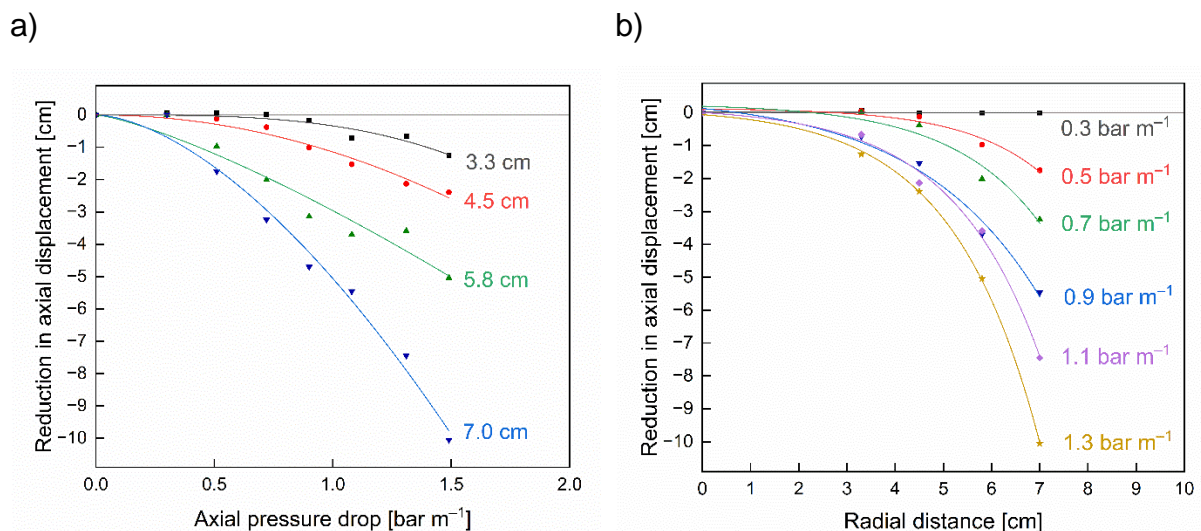 a)
Reduction in axial displacement [cm]
0
−1
−2
−3
−4
−5
−6
−7
−8
−9
−10
3.3 cm
4.5 cm
5.8 cm
7.0 cm
0.0
0.5
1.0
1.5
2.0
Axial pressure drop [bar m⁻¹]
b)
Reduction in axial displacement [cm]
0
−1
−2
−3
−4
−5
−6
−7
−8
−9
−10
0.3 bar m⁻¹
0.5 bar m⁻¹
0.7 bar m⁻¹
0.9 bar m⁻¹
1.1 bar m⁻¹
1.3 bar m⁻¹
0
1
2
3
4
5
6
7
8
9
10
Radial distance [cm]